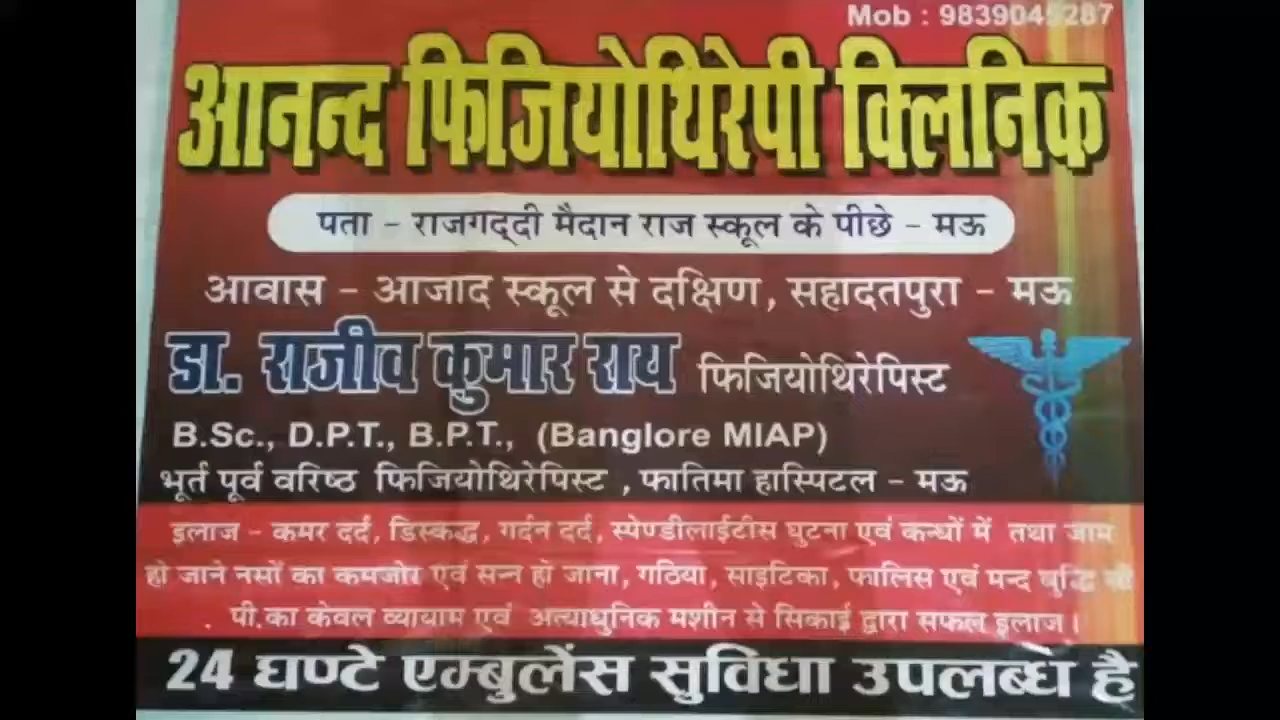 Mob : 9839045287
आनन्द फिजियोथिरेपी क्लिनिक
पता - राजगद्दी मैदान राज स्कूल के पीछे - मऊ
आवास - आजाद स्कूल से दक्षिण, सहादतपुरा - मऊ
डा. राजीव कुमार राय फिजियोथिरेपिस्ट
B.Sc., D.P.T., B.P.T., (Banglore MIAP)
भूर्त पूर्व वरिष्ठ फिजियोथिरेपिस्ट , फातिमा हास्पिटल - मऊ
इलाज - कमर दर्द, डिस्कद्ध, गर्दन दर्द, स्पेण्डीलाईटीस घुटना एवं कन्धों में तथा जाम
हो जाने नसों का कमजोर एवं सन्न हो जाना, गठिया, साइटिका, फालिस एवं मन्द बुद्धि सी
पी.का केवल व्यायाम एवं अत्याधुनिक मशीन से सिकाई द्वारा सफल इलाज।
24 घण्टे एम्बुलेंस सुविधा उपलब्ध है